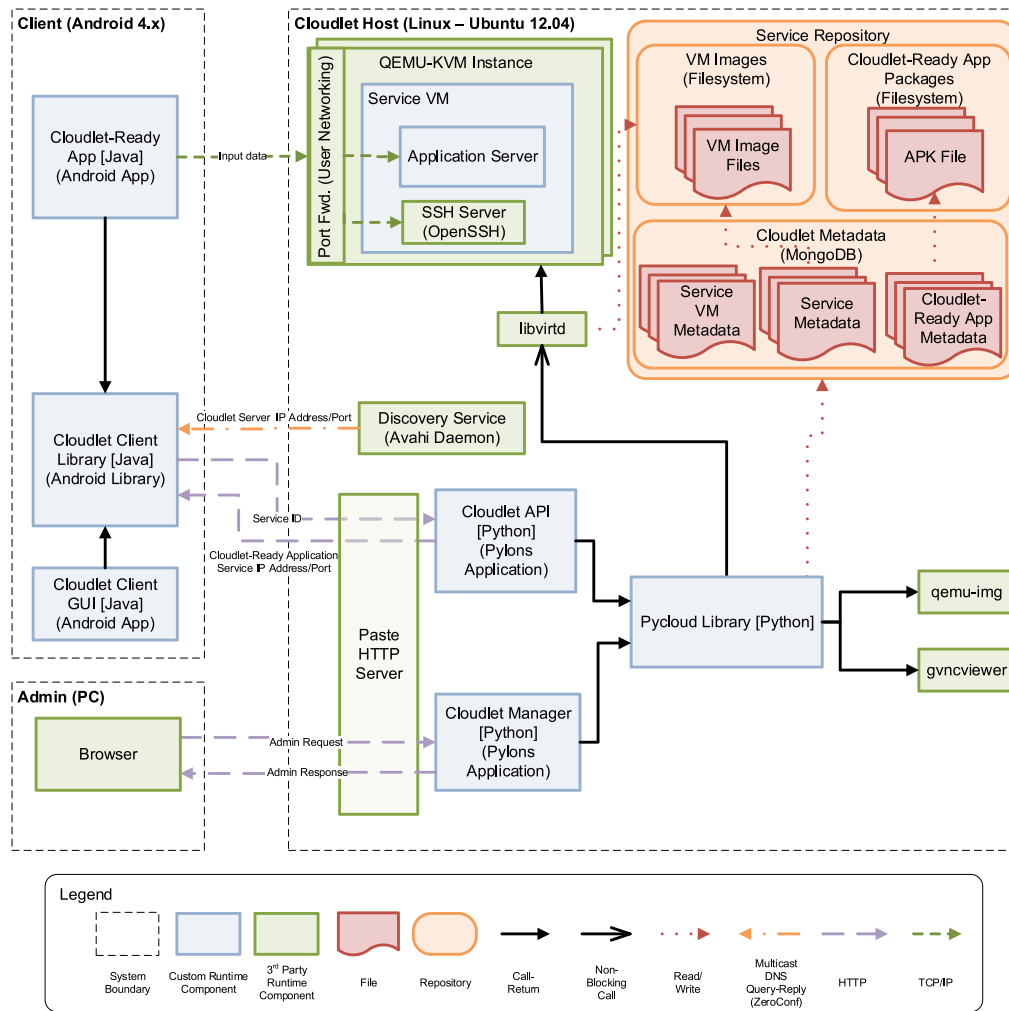 Client (Android 4.x)
Cloudlet-Ready
App [Java]
(Android App)
Cloudlet Client
Library [Java]
(Android Library)
Cloudlet Client
GUI [Java]
(Android App)
Admin (PC)
Browser
Cloudlet Host (Linux – Ubuntu 12.04)
QEMU-KVM Instance
Port Fwd. (User Networking)
Service VM
Application Server
SSH Server
(OpenSSH)
Input data
libvirtd
Service Repository
VM Images
(Filesystem)
VM Image
Files
Cloudlet-Ready App
Packages
(Filesystem)
APK File
Cloudlet Metadata
(MongoDB)
Service
VM
Metadata
Service
Metadata
Cloudlet-
Ready App
Metadata
Cloudlet Server IP Address/Port
Discovery Service
(Avahi Daemon)
Service ID
Cloudlet-Ready Application
Service IP Address/Port
Paste
HTTP
Server
Cloudlet API
[Python]
(Pylons
Application)
Pycloud Library [Python]
qemu-img
gvncviewer
Cloudlet Manager
[Python]
(Pylons
Application)
Admin Request
Admin Response
Legend
System
Boundary
Custom Runtime
Component
3rd Party
Runtime
Component
File
Repository
Call-
Return
Non-
Blocking
Call
Read/
Write
Multicast
DNS
Query-Reply
(ZeroConf)
HTTP
TCP/IP